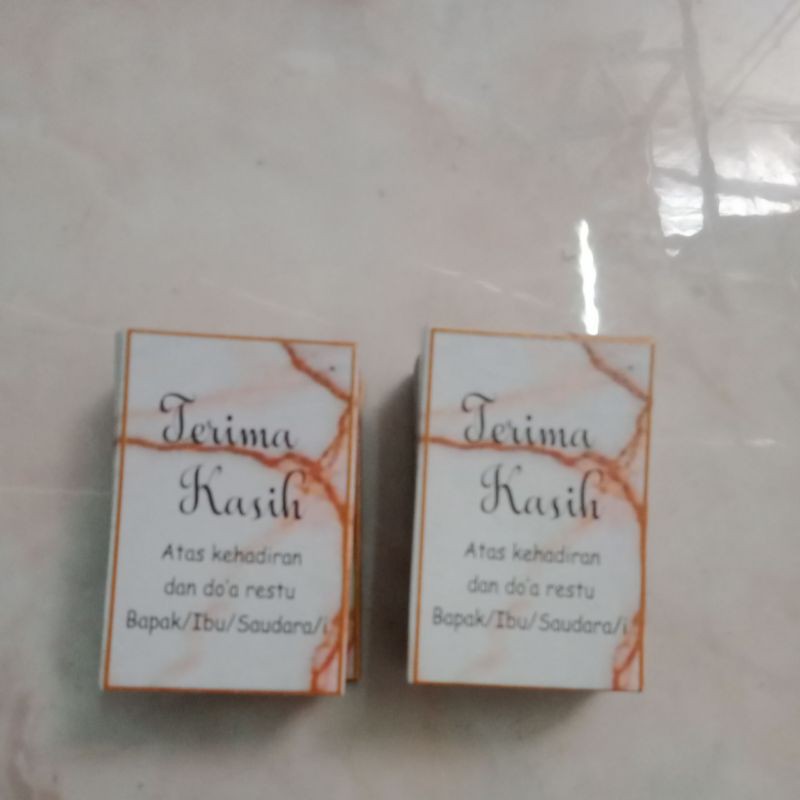 Terima
Kasih
Atas kehadiran
dan do'a restu
Bapak/Ibu/Saudara/i
Terima
Kasih
Atas kehadiran
dan do'a restu
Bapak/Ibu/Saudara/i